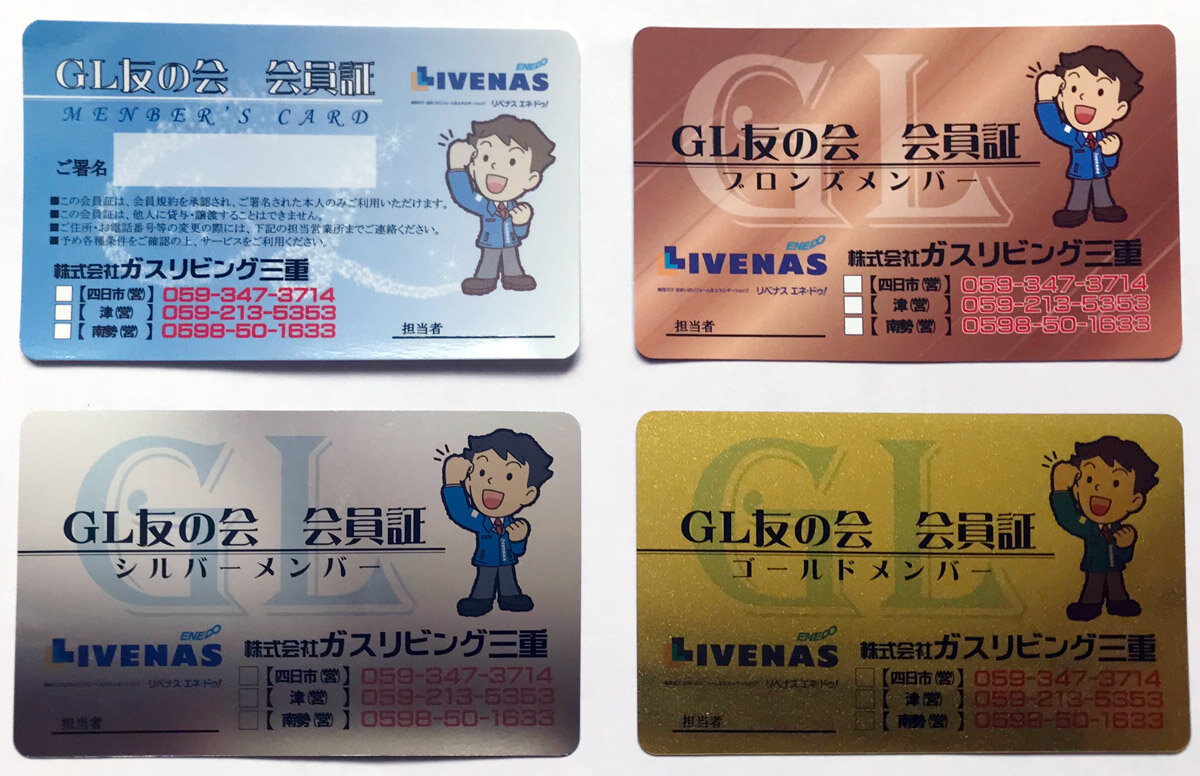 GL友の会 会員証
MENBER'S CARD
ENEDO
LIVENAS
リベナス エネ・ドゥ!
ご署名
■この会員証は、会員規約を承認され、ご署名された本人のみご利用いただけます。
■この会員証は、他人に貸与・譲渡することはできません。
■ご住所・お電話番号等の変更の際には、下記の担当営業所までご連絡ください。
■予め各種条件をご確認の上、サービスをご利用ください。
株式会社ガスリビング三重
【四日市(営)】 059-347-3714
【 津(営) 】 059-213-5353
【 南勢(営) 】 0598-50-1633
担当者
GL
GL友の会 会員証
ブロンズメンバー
ENEDO
LIVENAS
リベナス エネ・ドゥ!
株式会社ガスリビング三重
【四日市(営)】 059-347-3714
【 津(営) 】 059-213-5353
【 南勢(営) 】 0598-50-1633
担当者
GL
GL友の会 会員証
シルバーメンバー
ENEDO
LIVENAS
リベナス エネ・ドゥ!
株式会社ガスリビング三重
【四日市(営)】 059-347-3714
【 津(営) 】 059-213-5353
【 南勢(営) 】 0598-50-1633
担当者
GL
GL友の会 会員証
ゴールドメンバー
ENEDO
LIVENAS
リベナス エネ・ドゥ!
株式会社ガスリビング三重
【四日市(営)】 059-347-3714
【 津(営) 】 059-213-5353
【 南勢(営) 】 0598-50-1633
担当者